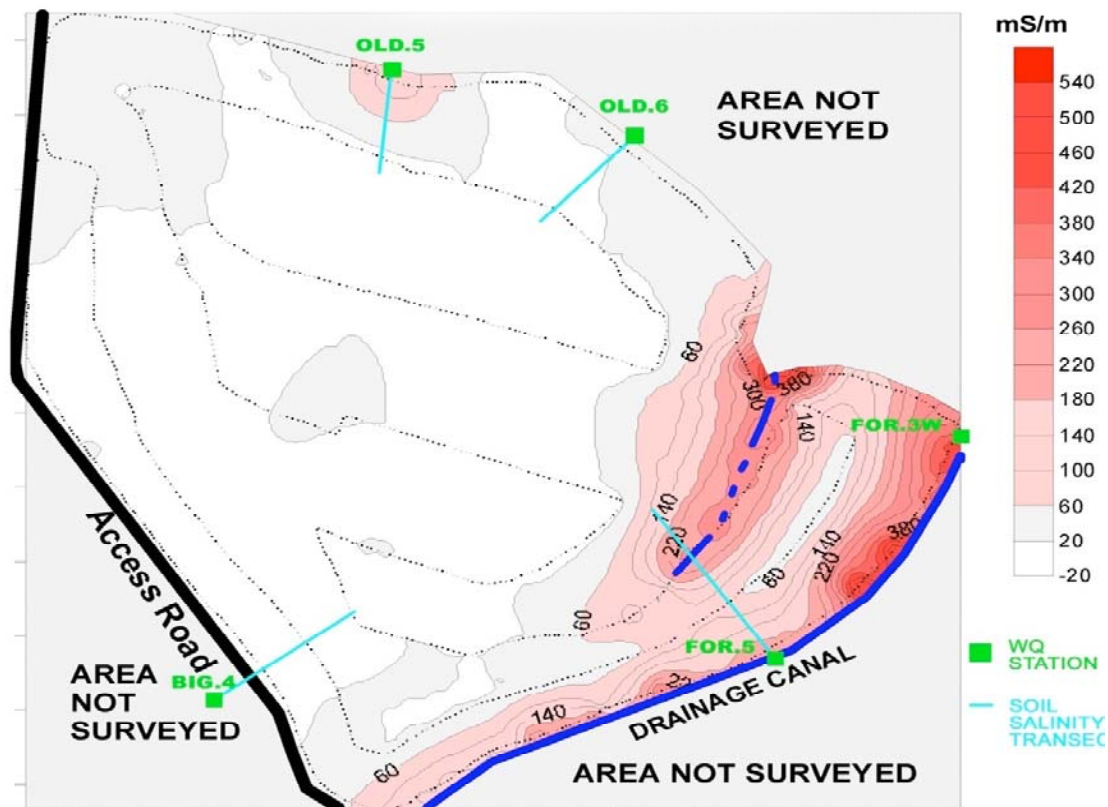 mS/m
OLD.5
OLD.6
AREA NOT
SURVEYED
540
500
460
420
380
340
300
260
220
180
140
100
60
20
-20
60
300
380
140
FOR.3W
140
220
380
140
220
60
60
Access Road
FOR.5
DRAINAGE CANAL
AREA
NOT
SURVEYED
BIG.4
140
60
AREA NOT SURVEYED
WQ
STATION
SOIL
SALINITY
TRANSEC